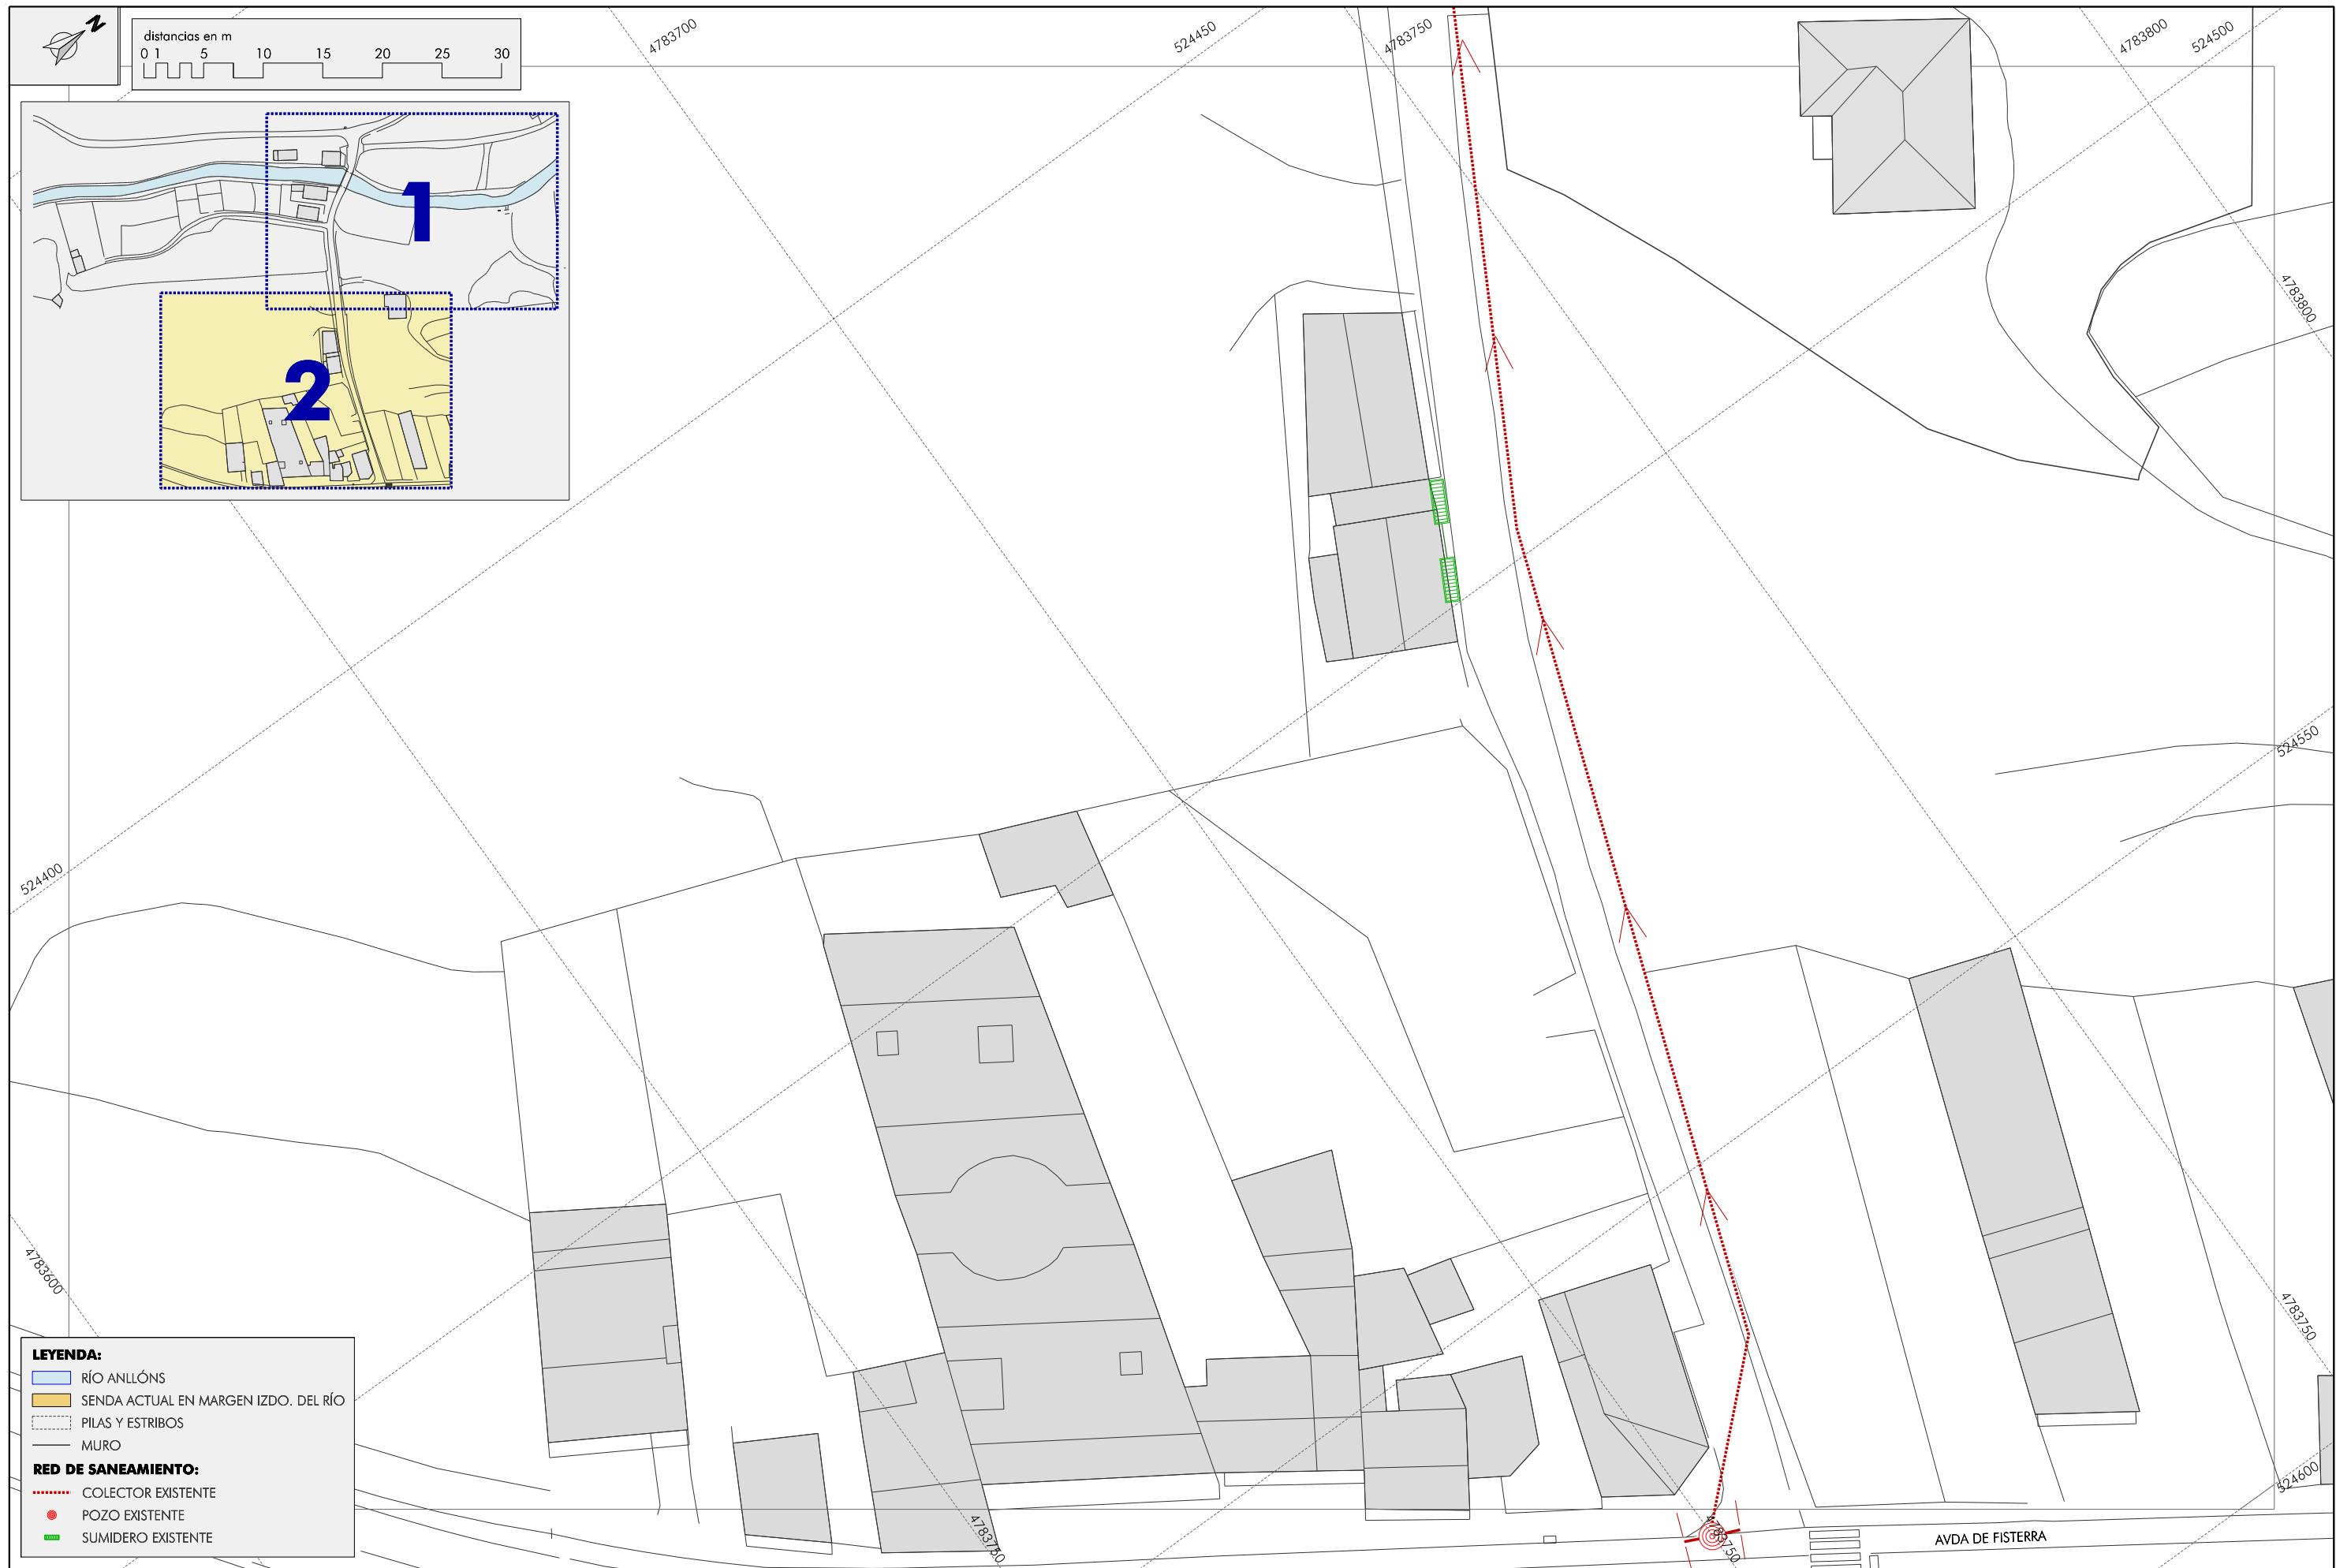 N
distancias en m
0 1 5 10 15 20 25 30
4783700
524450
4783750
4783800
524500
1
2
4783800
524550
524400
4783600
4783750
524600
4783750
4783750
AVDA DE FISTERRA
LEYENDA:
RÍO ANLLÓNS
SENDA ACTUAL EN MARGEN IZDO. DEL RÍO
PILAS Y ESTRIBOS
MURO
RED DE SANEAMIENTO:
COLECTOR EXISTENTE
POZO EXISTENTE
SUMIDERO EXISTENTE